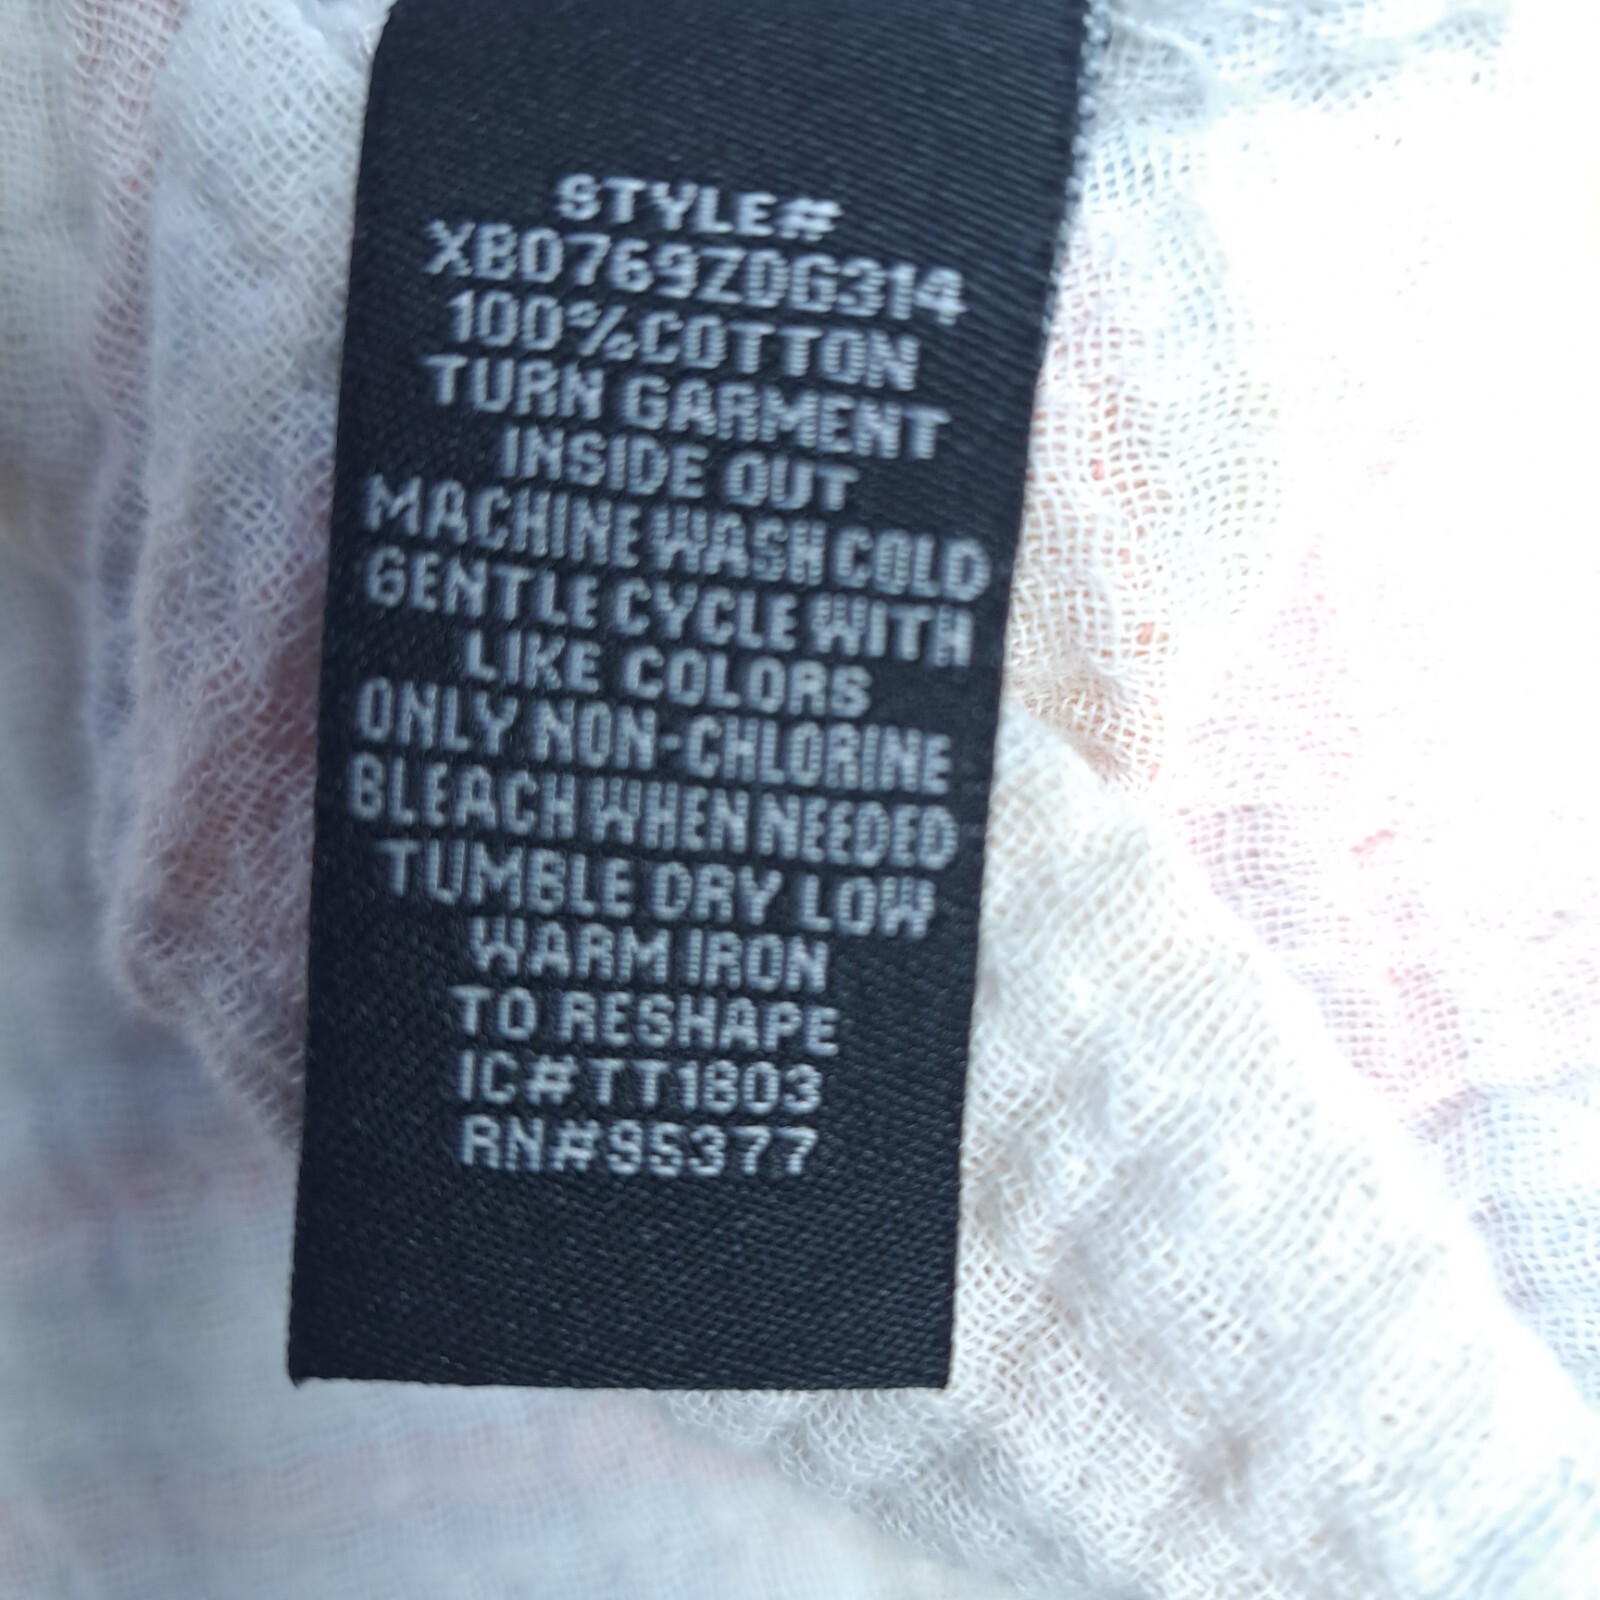 STYLE#
XB0769ZDG314
100%COTTON
TURN GARMENT
INSIDE OUT
MACHINE WASH COLD
GENTLE CYCLE WITH
LIKE COLORS
ONLY NON-CHLORINE
BLEACH WHEN NEEDED
TUMBLE DRY LOW
WARM IRON
TO RESHAPE
IC#TT1803
RN#95377